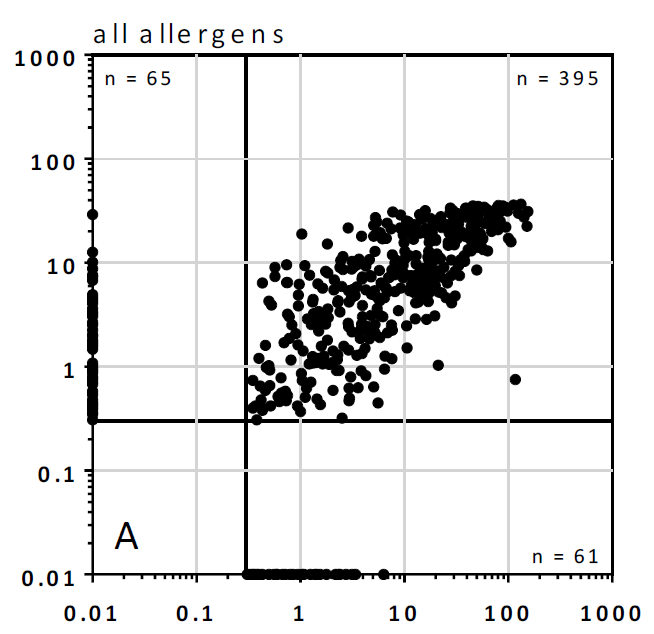 all allergens
1000
n = 65
n = 395
100
10
1
0.1
A
n = 61
0.01
0.01 0.1 1 10 100 1000